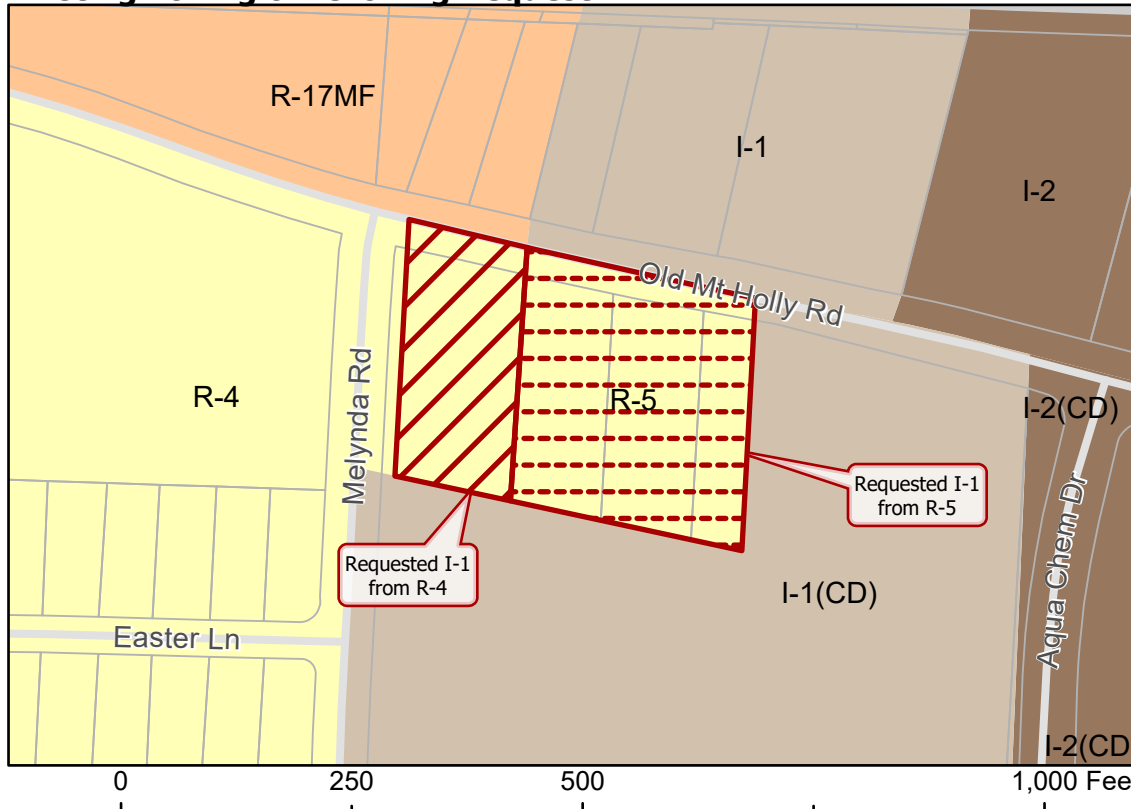 R-17MF
I-1
I-2
Old Mt Holly Rd
R-4
Melynda Rd
R-5
I-2(CD)
Requested I-1
from R-5
Requested I-1
from R-4
I-1(CD)
Aqua Chem Dr
Easter Ln
I-2(CD
0 250 500 1,000 Fee